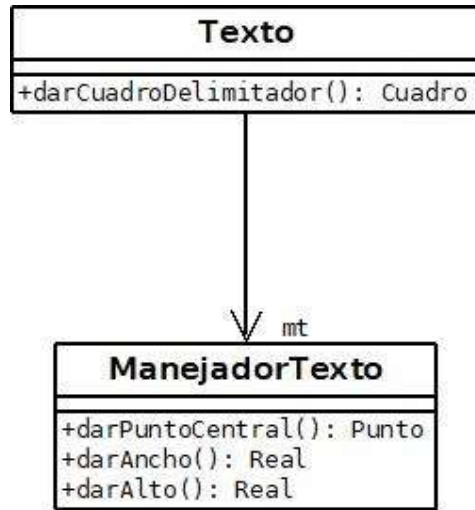 Texto
+darCuadroDelimitador(): Cuadro
mt
ManejadorTexto
+darPuntoCentral(): Punto
+darAncho(): Real
+darAlto(): Real